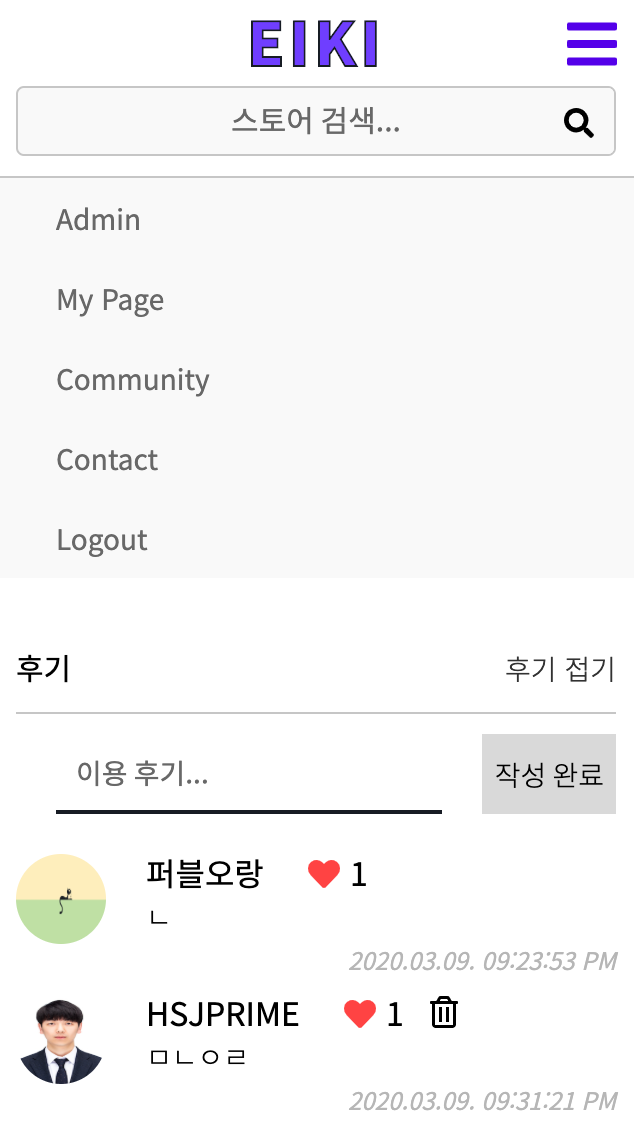 EIKI
스토어 검색...
Admin
My Page
Community
Contact
Logout
후기 후기 접기
이용 후기... 작성 완료
퍼블오랑 1
ㄴ
2020.03.09. 09:23:53 PM
HSJPRIME 1
ㅁㄴㅇㄹ
2020.03.09. 09:31:21 PM